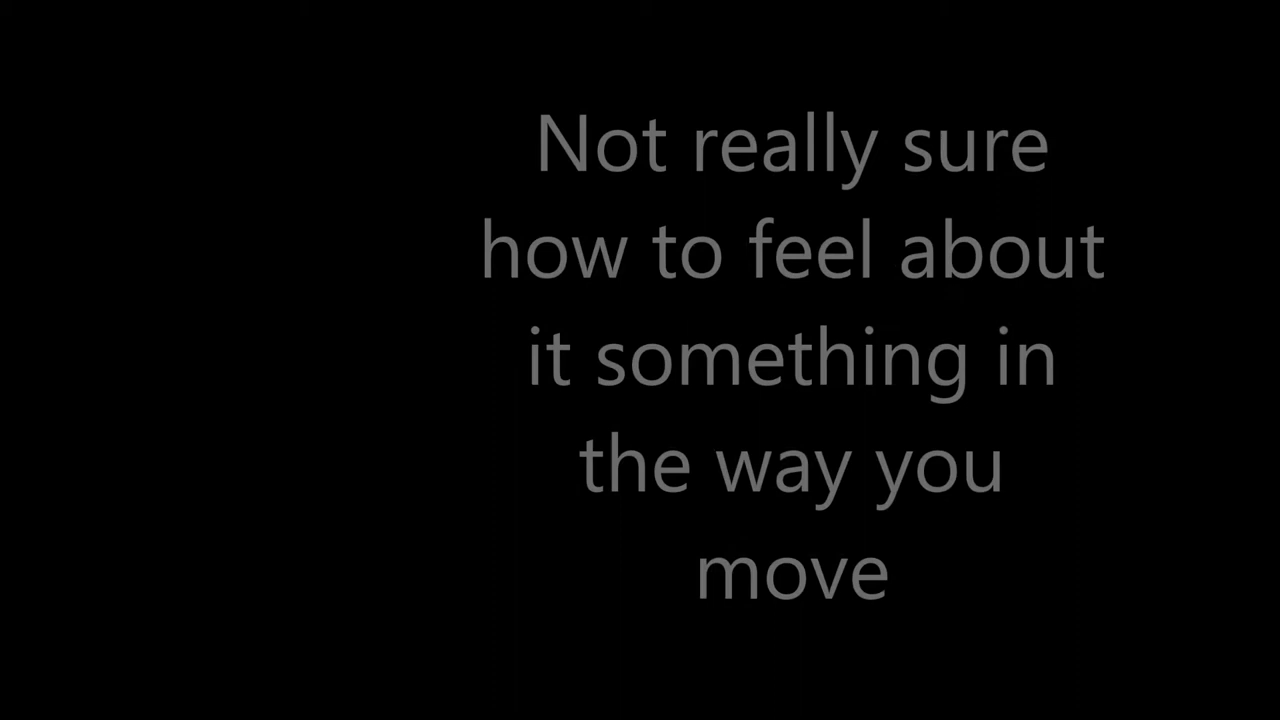 Not really sure
how to feel about
it something in
the way you
move